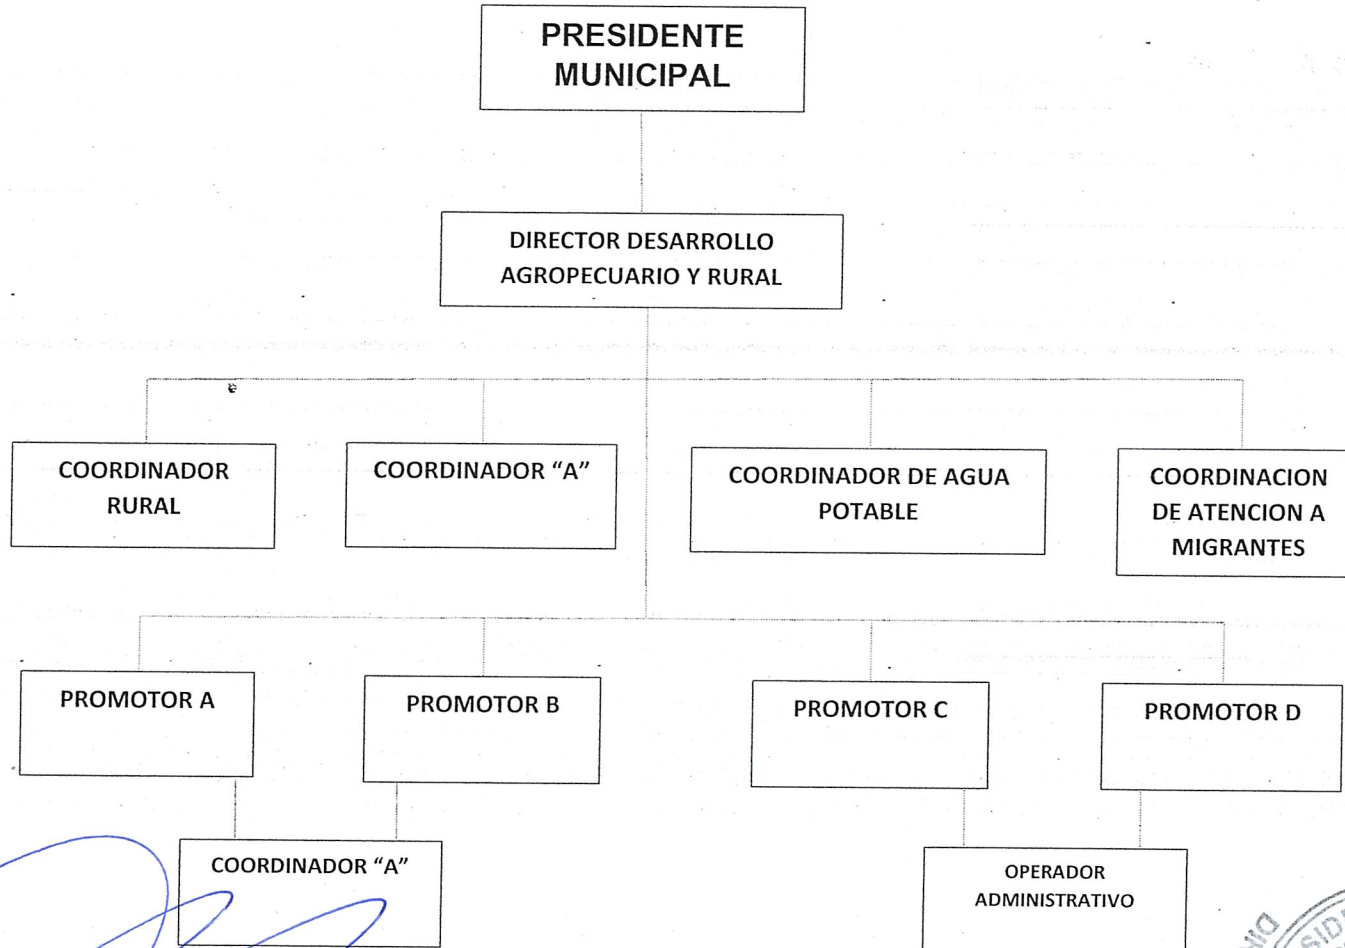 PRESIDENTE
MUNICIPAL
DIRECTOR DESARROLLO
AGROPECUARIO Y RURAL
COORDINADOR
RURAL
COORDINADOR “A”
COORDINADOR DE AGUA
POTABLE
COORDINACION
DE ATENCION A
MIGRANTES
PROMOTOR A
PROMOTOR B
PROMOTOR C
PROMOTOR D
COORDINADOR “A”
OPERADOR
ADMINISTRATIVO